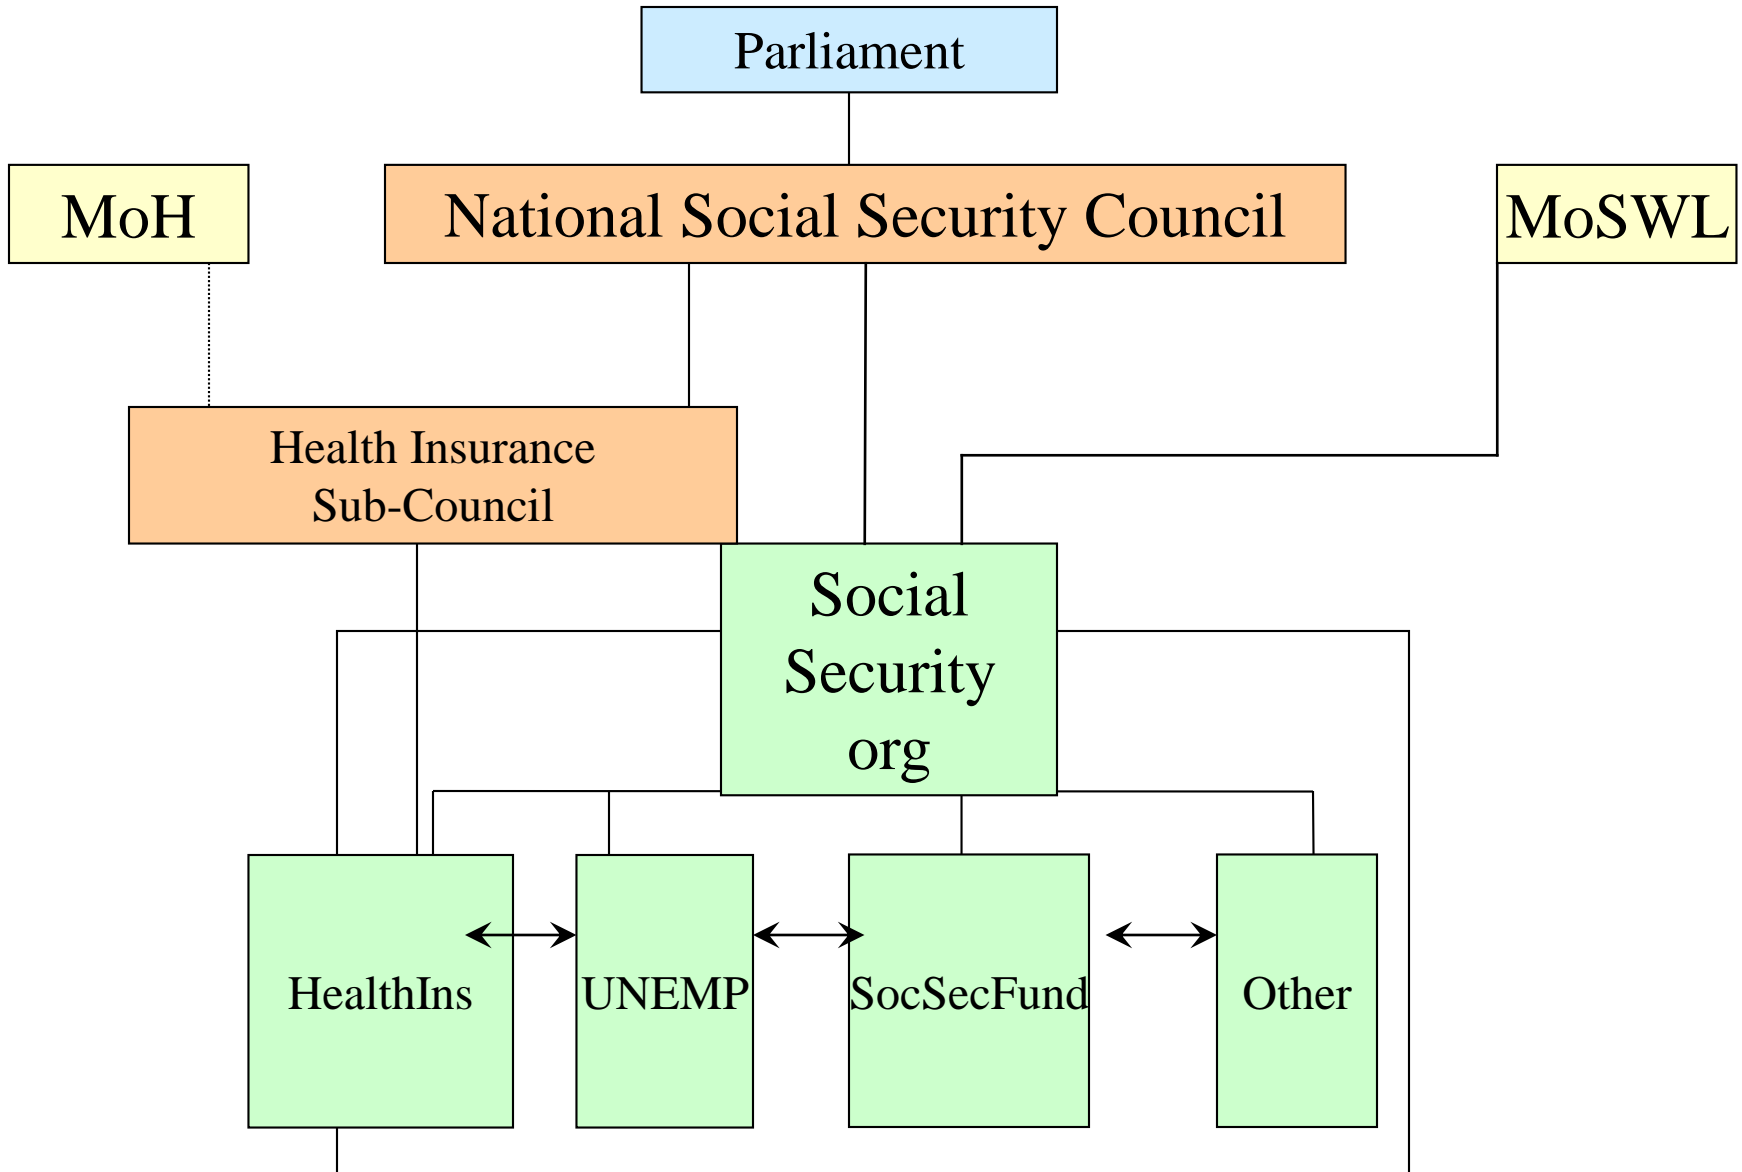 Parliament
MoH
National Social Security Council
MoSWL
Health Insurance
Sub-Council
Social
Security
org
HealthIns
UNEMP
SocSecFund
Other